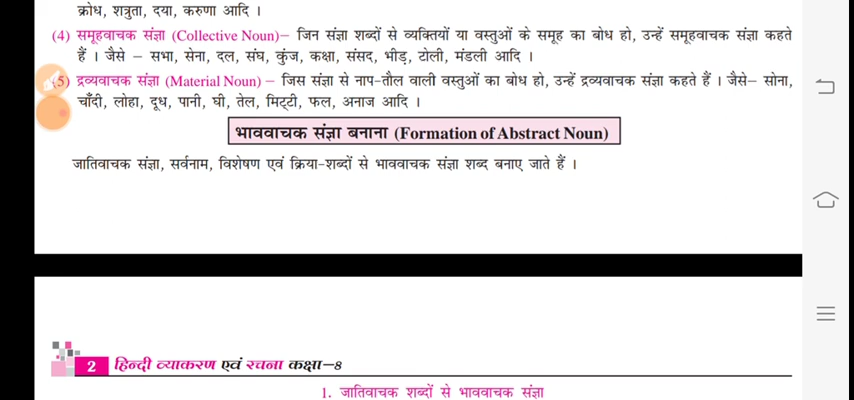 क्रोध, शत्रुता, दया, करुणा आदि ।
(4) समूहवाचक संज्ञा (Collective Noun)– जिन संज्ञा शब्दों से व्यक्तियों या वस्तुओं के समूह का बोध हो, उन्हें समूहवाचक संज्ञा कहते
हैं । जैसे – सभा, सेना, दल, संघ, कुंज, कक्षा, संसद, भीड़, टोली, मंडली आदि ।
(5) द्रव्यवाचक संज्ञा (Material Noun) – जिस संज्ञा से नाप-तौल वाली वस्तुओं का बोध हो, उन्हें द्रव्यवाचक संज्ञा कहते हैं । जैसे– सोना,
चाँदी, लोहा, दूध, पानी, घी, तेल, मिट्टी, फल, अनाज आदि ।
भाववाचक संज्ञा बनाना (Formation of Abstract Noun)
जातिवाचक संज्ञा, सर्वनाम, विशेषण एवं क्रिया-शब्दों से भाववाचक संज्ञा शब्द बनाए जाते हैं ।
2 हिन्दी व्याकरण एवं रचना कक्षा–४
1. जातिवाचक शब्दों से भाववाचक संज्ञा